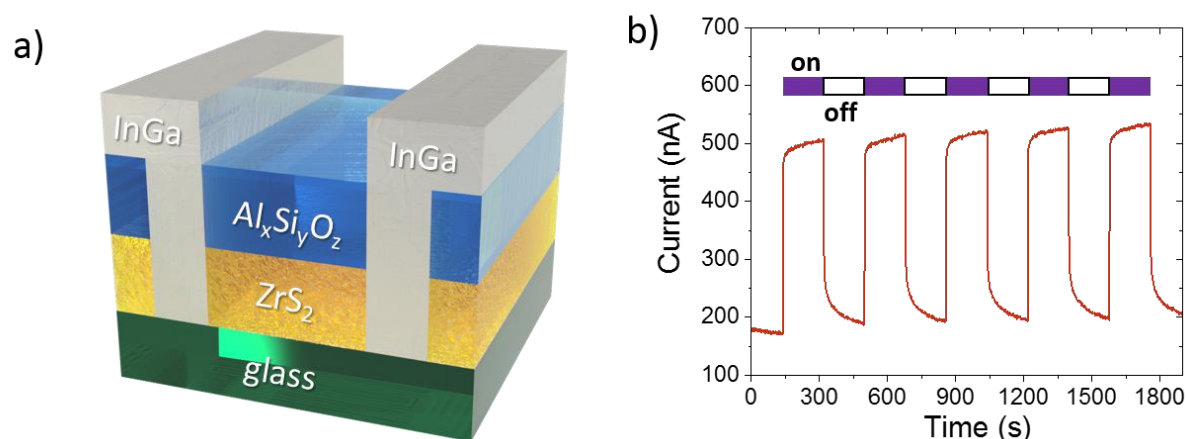 a)
InGa
InGa
AlxSiyOz
ZrS2
glass
b)
700
600
500
400
300
200
100
Current (nA)
on
off
0
300
600
900
1200
1500
1800
Time (s)